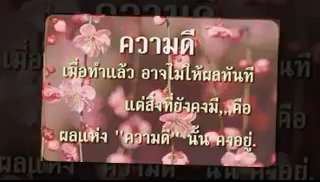 ความดี
เมื่อทำแล้ว อาจไม่ให้ผลทันที
แต่สิ่งที่ยังคงมี,,,คือ
ผลแห่ง "ความดี" นั้น คงอยู่.